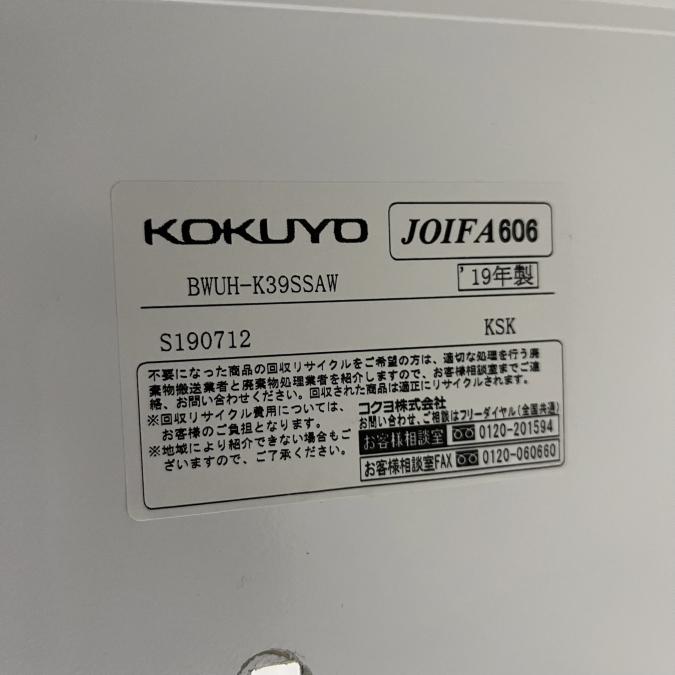 KOKUYO JOIFA606
BWUH-K39SSAW '19年製
S190712 KSK
不要になった商品の回収リサイクルをご希望の方は、適切な処理を行う廃
棄物搬送業者と廃棄物処理業者を紹介しますので、お客様相談室までご連
絡、お問い合わせください。回収された商品は適正にリサイクルされます。
※回収リサイクル費用については、
お客様のご負担となります。
※地域により紹介できない場合もご
ざいますので、ご了承ください。
コクヨ株式会社
お問い合わせ、ご相談はフリーダイヤル(全国共通)
お客様相談室 0120-201594
お客様相談室FAX 0120-060660